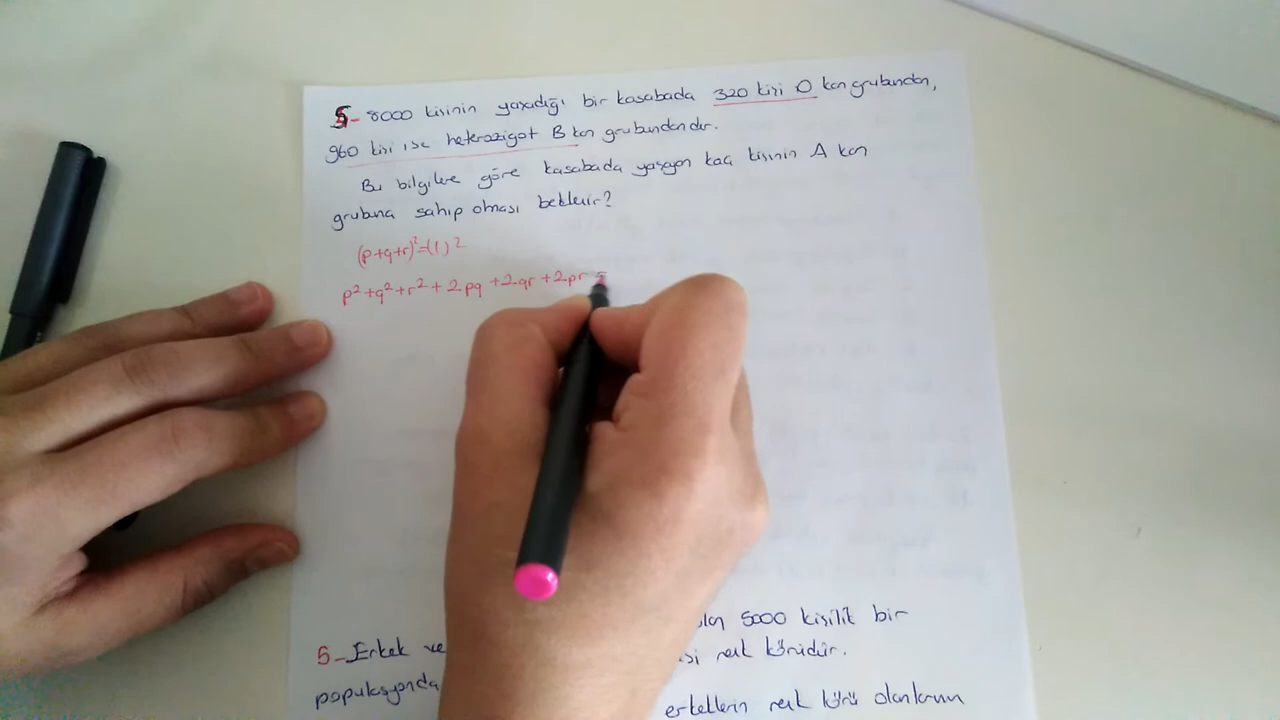 5- 8000 kişinin yaşadığı bir kasabada 320 kişi O kan grubundan,
960 kişi ise heterozigot B kan grubundandır.
Bu bilgilere göre kasabada yaşayan kaç kişinin A kan
grubuna sahip olması beklenir?
(p+q+r)²=(1)²
p²+q²+r²+2pq+2qr+2pr =
5000 kişilik bir
5- Erkek ve renk körüdür.
popülasyonda erkeklerin renk körü olanların